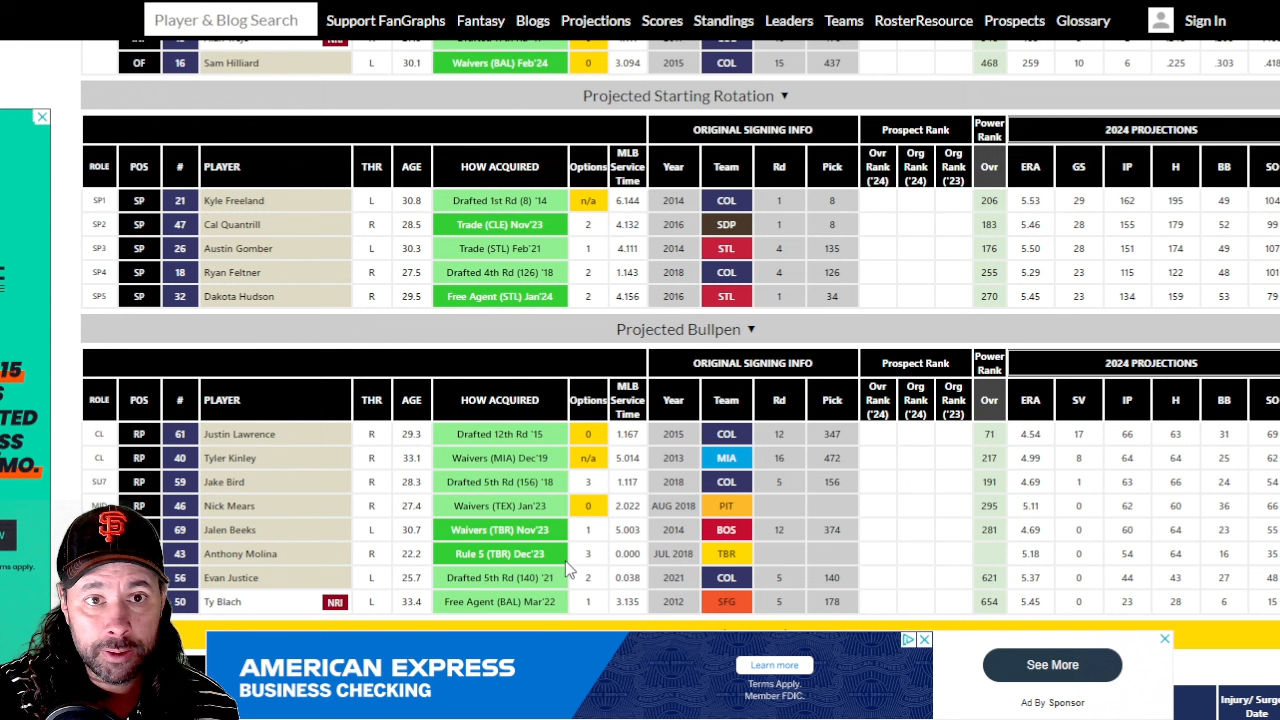 Player & Blog Search Support FanGraphs Fantasy Blogs Projections Scores Standings Leaders Teams RosterResource Prospects Glossary Sign In
NRI
OF 16 Sam Hilliard L 30.1 Waivers (BAL) Feb'24 0 3.094 2015 COL 15 437 468 259 10 6 .225 .303 .418
Projected Starting Rotation ▼
ORIGINAL SIGNING INFO Prospect Rank Power Rank 2024 PROJECTIONS
ROLE POS # PLAYER THR AGE HOW ACQUIRED Options MLB Service Time Year Team Rd Pick Ovr Rank ('24) Org Rank ('24) Org Rank ('23) Ovr ERA GS IP H BB SO
SP1 SP 21 Kyle Freeland L 30.8 Drafted 1st Rd (8) '14 n/a 6.144 2014 COL 1 8 206 5.53 29 162 195 49 104
SP2 SP 47 Cal Quantrill R 28.5 Trade (CLE) Nov'23 2 4.132 2016 SDP 1 8 183 5.46 28 155 179 52 99
SP3 SP 26 Austin Gomber L 30.3 Trade (STL) Feb'21 1 4.111 2014 STL 4 135 176 5.50 28 151 174 49 107
SP4 SP 18 Ryan Feltner R 27.5 Drafted 4th Rd (126) '18 2 1.143 2018 COL 4 126 255 5.29 23 115 122 48 101
SP5 SP 32 Dakota Hudson R 29.5 Free Agent (STL) Jan'24 2 4.156 2016 STL 1 34 270 5.45 23 134 159 53 79
Projected Bullpen ▼
ORIGINAL SIGNING INFO Prospect Rank Power Rank 2024 PROJECTIONS
ROLE POS # PLAYER THR AGE HOW ACQUIRED Options MLB Service Time Year Team Rd Pick Ovr Rank ('24) Org Rank ('24) Org Rank ('23) Ovr ERA SV IP H BB SO
CL RP 61 Justin Lawrence R 29.3 Drafted 12th Rd '15 0 1.167 2015 COL 12 347 71 4.54 17 66 63 31 69
CL RP 40 Tyler Kinley R 33.1 Waivers (MIA) Dec'19 n/a 5.014 2013 MIA 16 472 217 4.99 8 64 64 25 62
SU7 RP 59 Jake Bird R 28.3 Drafted 5th Rd (156) '18 3 1.117 2018 COL 5 156 191 4.69 1 63 66 24 54
RP 46 Nick Mears R 27.4 Waivers (TEX) Jan'23 0 2.022 AUG 2018 PIT 295 5.11 0 62 60 36 66
69 Jalen Beeks L 30.7 Waivers (TBR) Nov'23 1 5.003 2014 BOS 12 374 281 4.69 0 60 64 23 55
43 Anthony Molina R 22.2 Rule 5 (TBR) Dec'23 3 0.000 JUL 2018 TBR 5.18 0 54 64 16 35
56 Evan Justice L 25.7 Drafted 5th Rd (140) '21 2 0.038 2021 COL 5 140 621 5.37 0 44 43 27 48
50 Ty Blach NRI L 33.4 Free Agent (BAL) Mar'22 1 3.135 2012 SFG 5 178 654 5.45 0 23 28 6 15
AMERICAN EXPRESS
BUSINESS CHECKING
Learn more
Terms Apply.
Member FDIC.
See More
Ad By Sponsor
Injury/ Surg
Date
15
TED
SS
MO.
ms apply.
SF